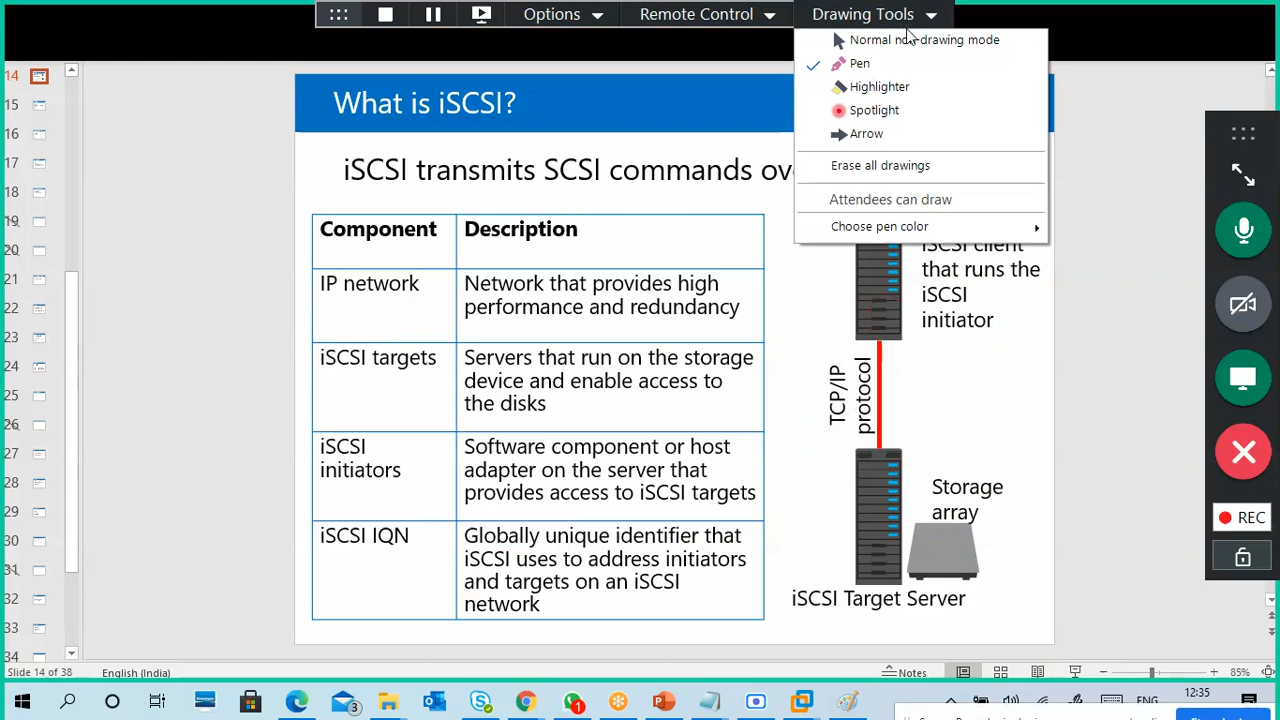 Options
Remote Control
Drawing Tools
Normal no
drawing mode
Pen
Highlighter
Spotlight
Arrow
Erase all drawings
Attendees can draw
Choose pen color
14
15
16
17
18
19
20
21
22
23
24
25
26
27
28
29
30
31
32
33
34
What is iSCSI?
iSCSI transmits SCSI commands
Component
Description
IP network
Network that provides high
performance and redundancy
iSCSI targets
Servers that run on the storage
device and enable access to
the disks
iSCSI
initiators
Software component or host
adapter on the server that
provides access to iSCSI targets
iSCSI IQN
Globally unique identifier that
iSCSI uses to address initiators
and targets on an iSCSI
network
iSCSI client
that runs the
iSCSI
initiator
TCP/IP
protocol
Storage
array
iSCSI Target Server
REC
Slide 14 of 38
English (India)
Notes
85%
3
1
ENG
12:35